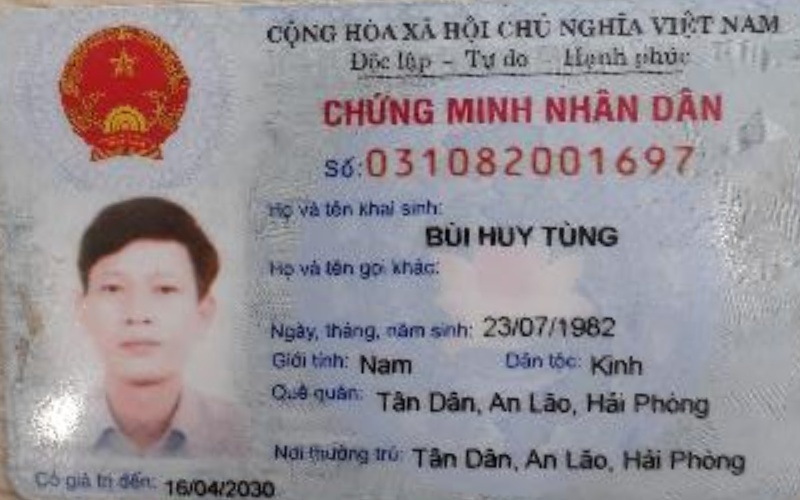 CỘNG HÒA XÃ HỘI CHỦ NGHĨA VIỆT NAM
Độc lập - Tự do - Hạnh phúc
CHỨNG MINH NHÂN DÂN
Số: 031082001697
Họ và tên khai sinh:
BÙI HUY TÙNG
Họ và tên gọi khác:
Ngày, tháng, năm sinh: 23/07/1982
Giới tính: Nam Dân tộc: Kinh
Quê quán: Tân Dân, An Lão, Hải Phòng
Nơi thường trú: Tân Dân, An Lão, Hải Phòng
Có giá trị đến: 16/04/2030